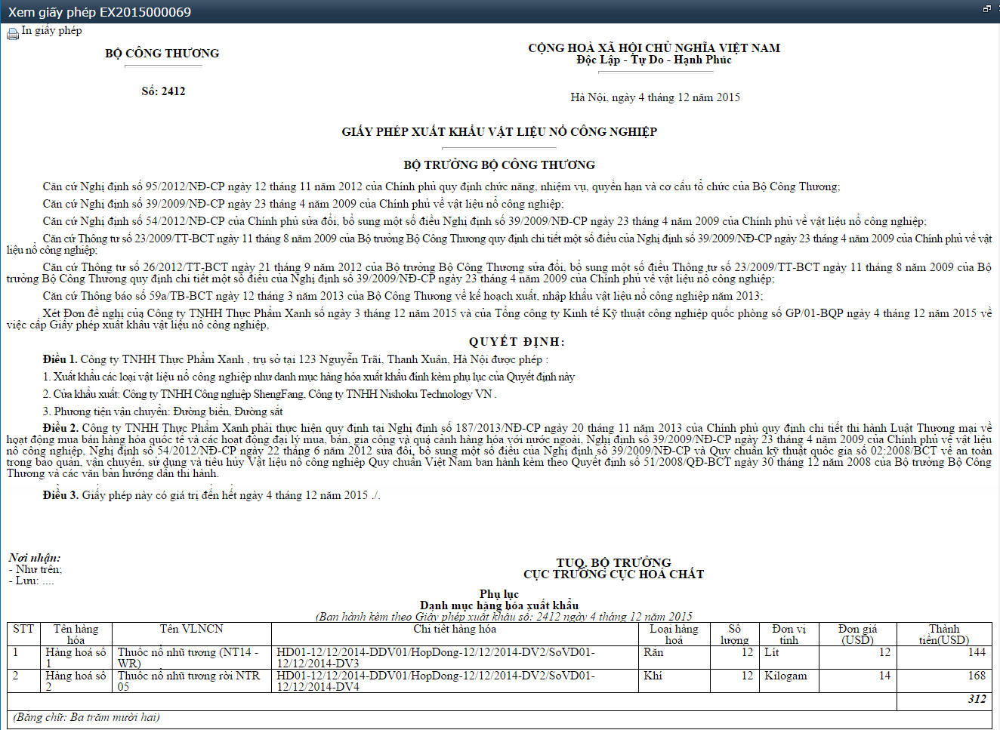 Xem giấy phép EX2015000069
In giấy phép
BỘ CÔNG THƯƠNG
CỘNG HOÀ XÃ HỘI CHỦ NGHĨA VIỆT NAM
Độc Lập - Tự Do - Hạnh Phúc
Số: 2412
Hà Nội, ngày 4 tháng 12 năm 2015
GIẤY PHÉP XUẤT KHẨU VẬT LIỆU NỔ CÔNG NGHIỆP
BỘ TRƯỞNG BỘ CÔNG THƯƠNG
Căn cứ Nghị định số 95/2012/NĐ-CP ngày 12 tháng 11 năm 2012 của Chính phủ quy định chức năng, nhiệm vụ, quyền hạn và cơ cấu tổ chức của Bộ Công Thương;
Căn cứ Nghị định số 39/2009/NĐ-CP ngày 23 tháng 4 năm 2009 của Chính phủ về vật liệu nổ công nghiệp;
Căn cứ Nghị định số 54/2012/NĐ-CP của Chính phủ sửa đổi, bổ sung một số điều Nghị định số 39/2009/NĐ-CP ngày 23 tháng 4 năm 2009 của Chính phủ về vật liệu nổ công nghiệp;
Căn cứ Thông tư số 23/2009/TT-BCT ngày 11 tháng 8 năm 2009 của Bộ trưởng Bộ Công Thương quy định chi tiết một số điều của Nghị định số 39/2009/NĐ-CP ngày 23 tháng 4 năm 2009 của Chính phủ về vật
liệu nổ công nghiệp;
Căn cứ Thông tư số 26/2012/TT-BCT ngày 21 tháng 9 năm 2012 của Bộ trưởng Bộ Công Thương sửa đổi, bổ sung một số điều Thông tư số 23/2009/TT-BCT ngày 11 tháng 8 năm 2009 của Bộ
trưởng Bộ Công Thương quy định chi tiết một số điều của Nghị định số 39/2009/NĐ-CP ngày 23 tháng 4 năm 2009 của Chính phủ về vật liệu nổ công nghiệp;
Căn cứ Thông báo số 59a/TB-BCT ngày 12 tháng 3 năm 2013 của Bộ Công Thương về kế hoạch xuất, nhập khẩu vật liệu nổ công nghiệp năm 2013;
Xét Đơn đề nghị của Công ty TNHH Thực Phẩm Xanh số ngày 3 tháng 12 năm 2015 và của Tổng công ty Kinh tế Kỹ thuật công nghiệp quốc phòng số GP/01-BQP ngày 4 tháng 12 năm 2015 về
việc cấp Giấy phép xuất khẩu vật liệu nổ công nghiệp,
QUYẾT ĐỊNH:
Điều 1. Công ty TNHH Thực Phẩm Xanh , trụ sở tại 123 Nguyễn Trãi, Thanh Xuân, Hà Nội được phép :
1. Xuất khẩu các loại vật liệu nổ công nghiệp như danh mục hàng hóa xuất khẩu đính kèm phụ lục của Quyết định này
2. Cửa khẩu xuất: Công ty TNHH Công nghiệp ShengFang, Công ty TNHH Nishoku Technology VN .
3. Phương tiện vận chuyển: Đường biển, Đường sắt
Điều 2. Công ty TNHH Thực Phẩm Xanh phải thực hiện quy định tại Nghị định số 187/2013/NĐ-CP ngày 20 tháng 11 năm 2013 của Chính phủ quy định chi tiết thi hành Luật Thương mại về
hoạt động mua bán hàng hóa quốc tế và các hoạt động đại lý mua, bán, gia công và quá cảnh hàng hóa với nước ngoài, Nghị định số 39/2009/NĐ-CP ngày 23 tháng 4 năm 2009 của Chính phủ về vật liệu
nổ công nghiệp, Nghị định số 54/2012/NĐ-CP ngày 22 tháng 6 năm 2012 sửa đổi, bổ sung một số điều của Nghị định số 39/2009/NĐ-CP và Quy chuẩn kỹ thuật quốc gia số 02:2008/BCT về an toàn
trong bảo quản, vận chuyển, sử dụng và tiêu hủy Vật liệu nổ công nghiệp Quy chuẩn Việt Nam ban hành kèm theo Quyết định số 51/2008/QĐ-BCT ngày 30 tháng 12 năm 2008 của Bộ trưởng Bộ Công
Thương và các văn bản hướng dẫn thi hành.
Điều 3. Giấy phép này có giá trị đến hết ngày 4 tháng 12 năm 2015 ./.
Nơi nhận:
- Như trên;
- Lưu: ....
TUQ. BỘ TRƯỞNG
CỤC TRƯỞNG CỤC HOÁ CHẤT
Phụ lục
Danh mục hàng hóa xuất khẩu
(Ban hành kèm theo Giấy phép xuất khẩu số: 2412 ngày 4 tháng 12 năm 2015
STT Tên hàng hóa Tên VLNCN Chi tiết hàng hóa Loại hàng hoá Số lượng Đơn vị tính Đơn giá (USD) Thành tiền(USD)
1 Hàng hoá số 1 Thuốc nổ nhũ tương (NT14 - WR) HD01-12/12/2014-DDV01/HopDong-12/12/2014-DV2/SoVD01-12/12/2014-DV3 Rắn 12 Lít 12 144
2 Hàng hoá số 2 Thuốc nổ nhũ tương rời NTR 05 HD01-12/12/2014-DDV01/HopDong-12/12/2014-DV2/SoVD01-12/12/2014-DV4 Khí 12 Kilogam 14 168
312
(Bằng chữ: Ba trăm mười hai)